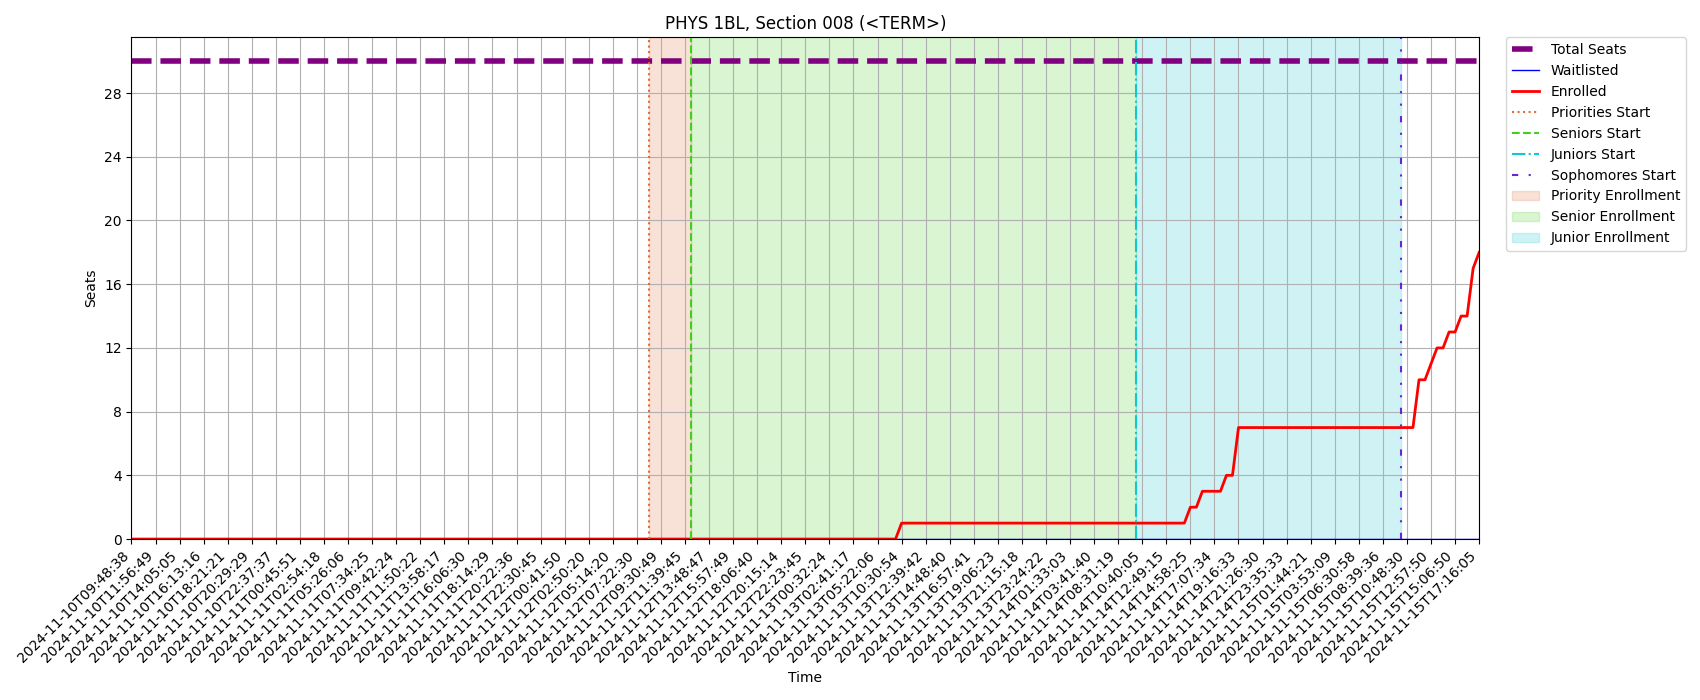 PHYS 1BL, Section 008 (<TERM>)
Total Seats
Waitlisted
Enrolled
Priorities Start
Seniors Start
Juniors Start
Sophomores Start
Priority Enrollment
Senior Enrollment
Junior Enrollment
Seats
28
24
20
16
12
8
4
0
2024-11-10T09:48:38
2024-11-10T11:56:49
2024-11-10T14:05:05
2024-11-10T16:13:16
2024-11-10T18:21:21
2024-11-10T20:29:29
2024-11-10T22:37:37
2024-11-11T00:45:51
2024-11-11T02:54:18
2024-11-11T05:26:06
2024-11-11T07:34:25
2024-11-11T09:42:24
2024-11-11T11:50:22
2024-11-11T13:58:17
2024-11-11T16:06:30
2024-11-11T18:14:29
2024-11-11T20:22:36
2024-11-11T22:30:45
2024-11-12T00:41:50
2024-11-12T02:50:20
2024-11-12T05:14:20
2024-11-12T07:22:30
2024-11-12T09:30:49
2024-11-12T11:39:45
2024-11-12T13:48:47
2024-11-12T15:57:49
2024-11-12T18:06:40
2024-11-12T20:15:14
2024-11-12T22:23:45
2024-11-13T00:32:24
2024-11-13T02:41:17
2024-11-13T05:22:06
2024-11-13T10:30:54
2024-11-13T12:39:42
2024-11-13T14:48:40
2024-11-13T16:57:41
2024-11-13T19:06:23
2024-11-13T21:15:18
2024-11-13T23:24:22
2024-11-14T01:33:03
2024-11-14T03:41:40
2024-11-14T08:31:19
2024-11-14T10:40:05
2024-11-14T12:49:15
2024-11-14T14:58:25
2024-11-14T17:07:34
2024-11-14T19:16:33
2024-11-14T21:26:30
2024-11-14T23:35:33
2024-11-15T01:44:21
2024-11-15T03:53:09
2024-11-15T06:30:58
2024-11-15T08:39:36
2024-11-15T10:48:30
2024-11-15T12:57:50
2024-11-15T15:06:50
2024-11-15T17:16:05
Time